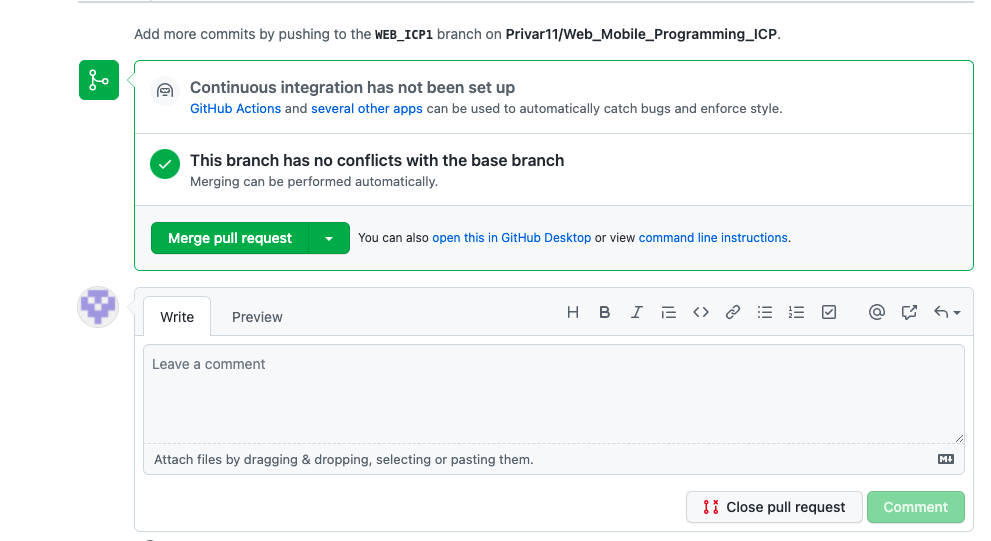 Add more commits by pushing to the WEB_ICP1 branch on Privar11/Web_Mobile_Programming_ICP.
Continuous integration has not been set up
GitHub Actions and several other apps can be used to automatically catch bugs and enforce style.
This branch has no conflicts with the base branch
Merging can be performed automatically.
Merge pull request You can also open this in GitHub Desktop or view command line instructions.
Write Preview H B I
Leave a comment
Attach files by dragging & dropping, selecting or pasting them.
Close pull request Comment